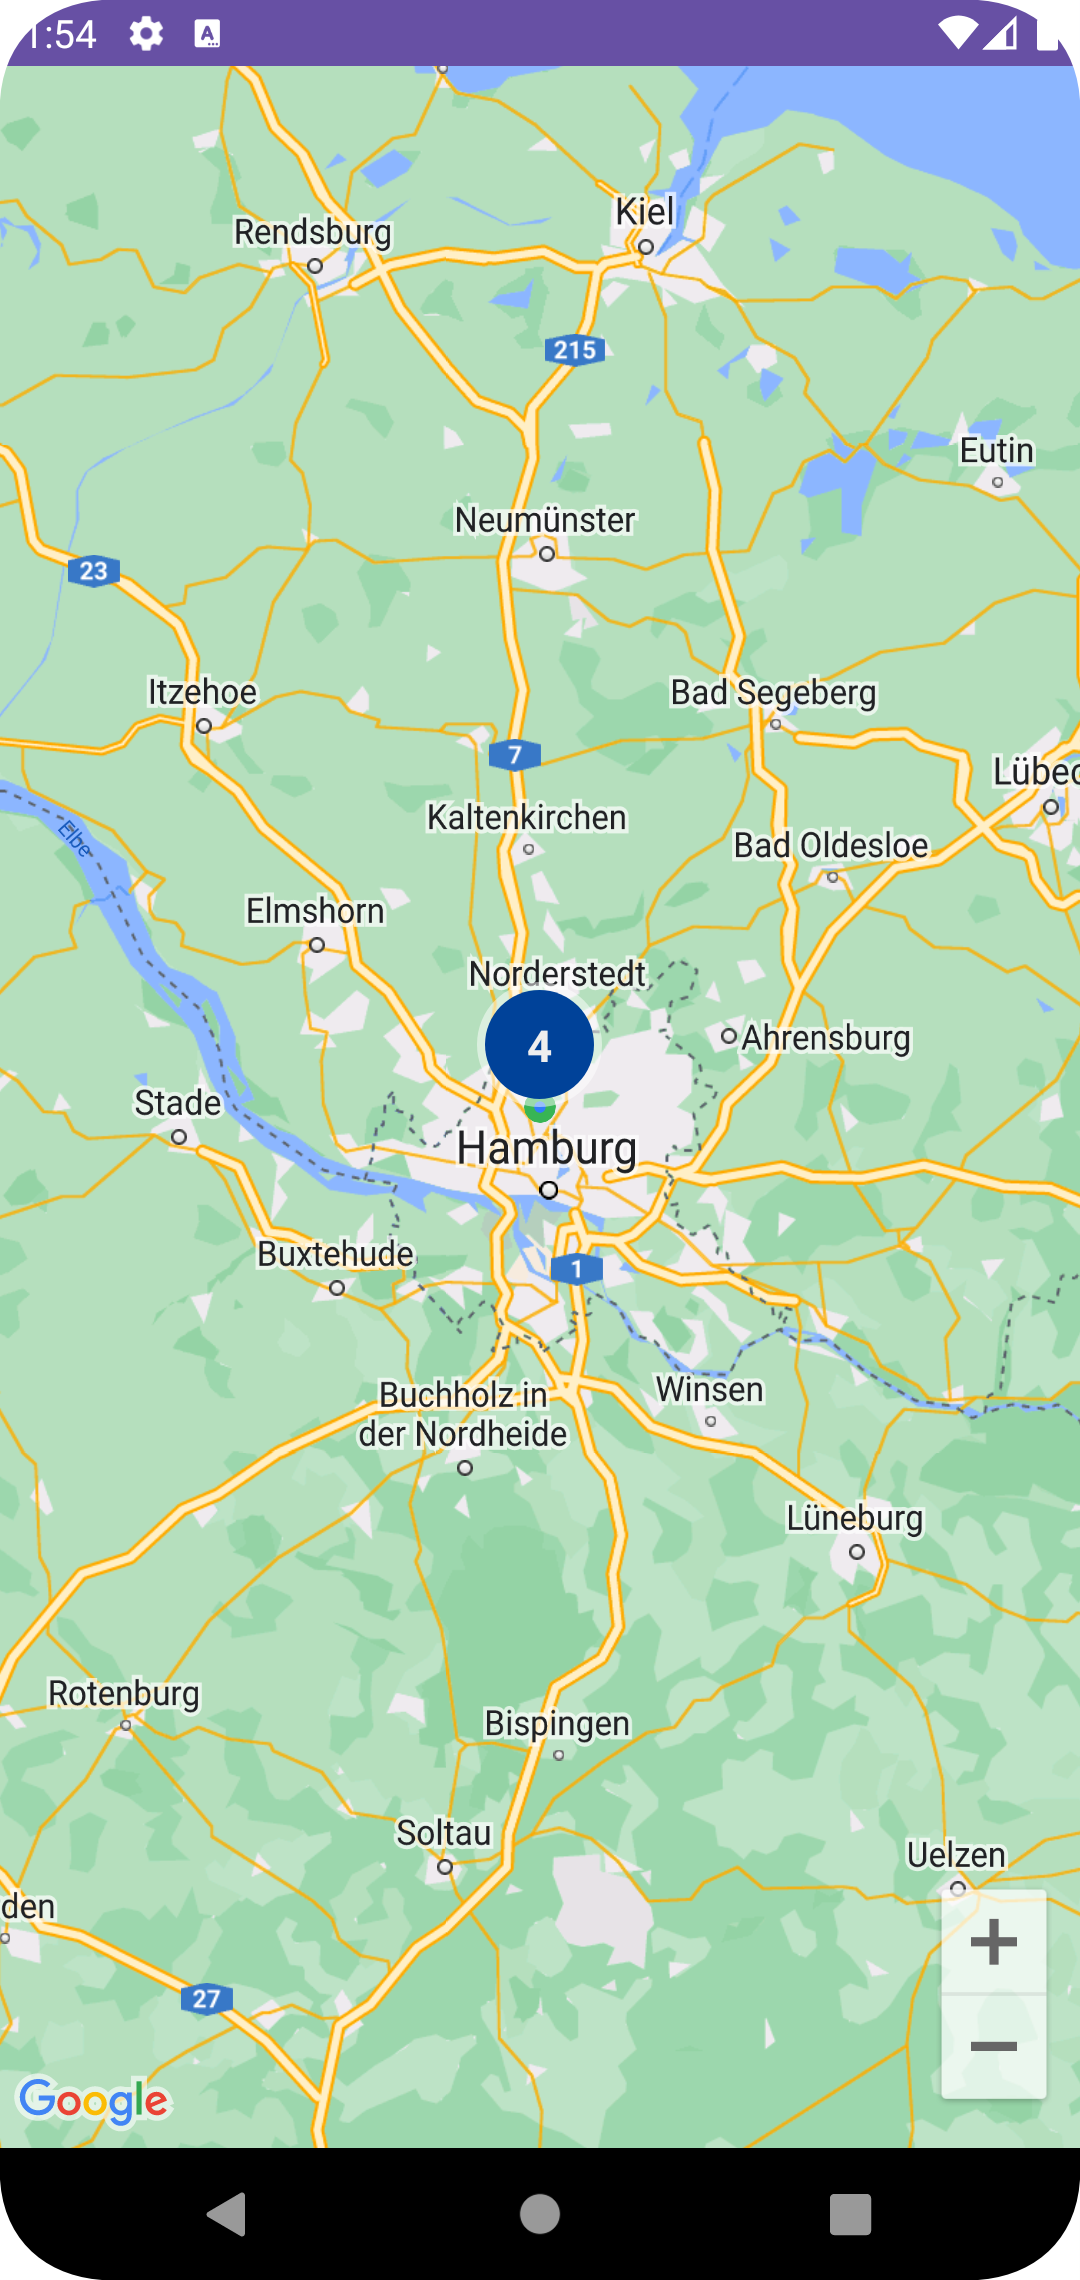 1:54
A
Kiel
Rendsburg
215
Eutin
Neumünster
23
Itzehoe
Bad Segeberg
7
Lübec
Kaltenkirchen
Elbe
Bad Oldesloe
Elmshorn
Norderstedt
4
Ahrensburg
Stade
Hamburg
Buxtehude
1
Winsen
Buchholz in
der Nordheide
Lüneburg
Rotenburg
Bispingen
Soltau
Uelzen
den
+
−
27
Google